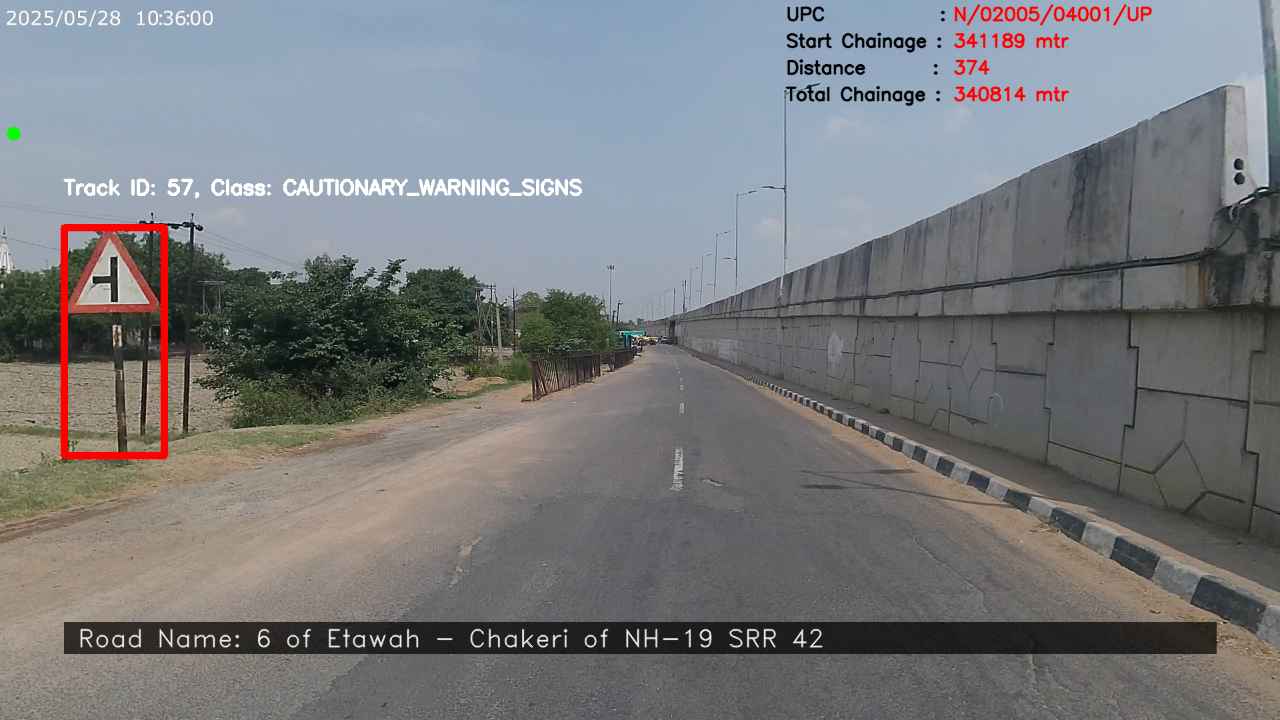 2025/05/28 10:36:00
UPC : N/02005/04001/UP
Start Chainage : 341189 mtr
Distance : 374
Total Chainage : 340814 mtr
Track ID: 57, Class: CAUTIONARY_WARNING_SIGNS
Road Name: 6 of Etawah - Chakeri of NH-19 SRR 42